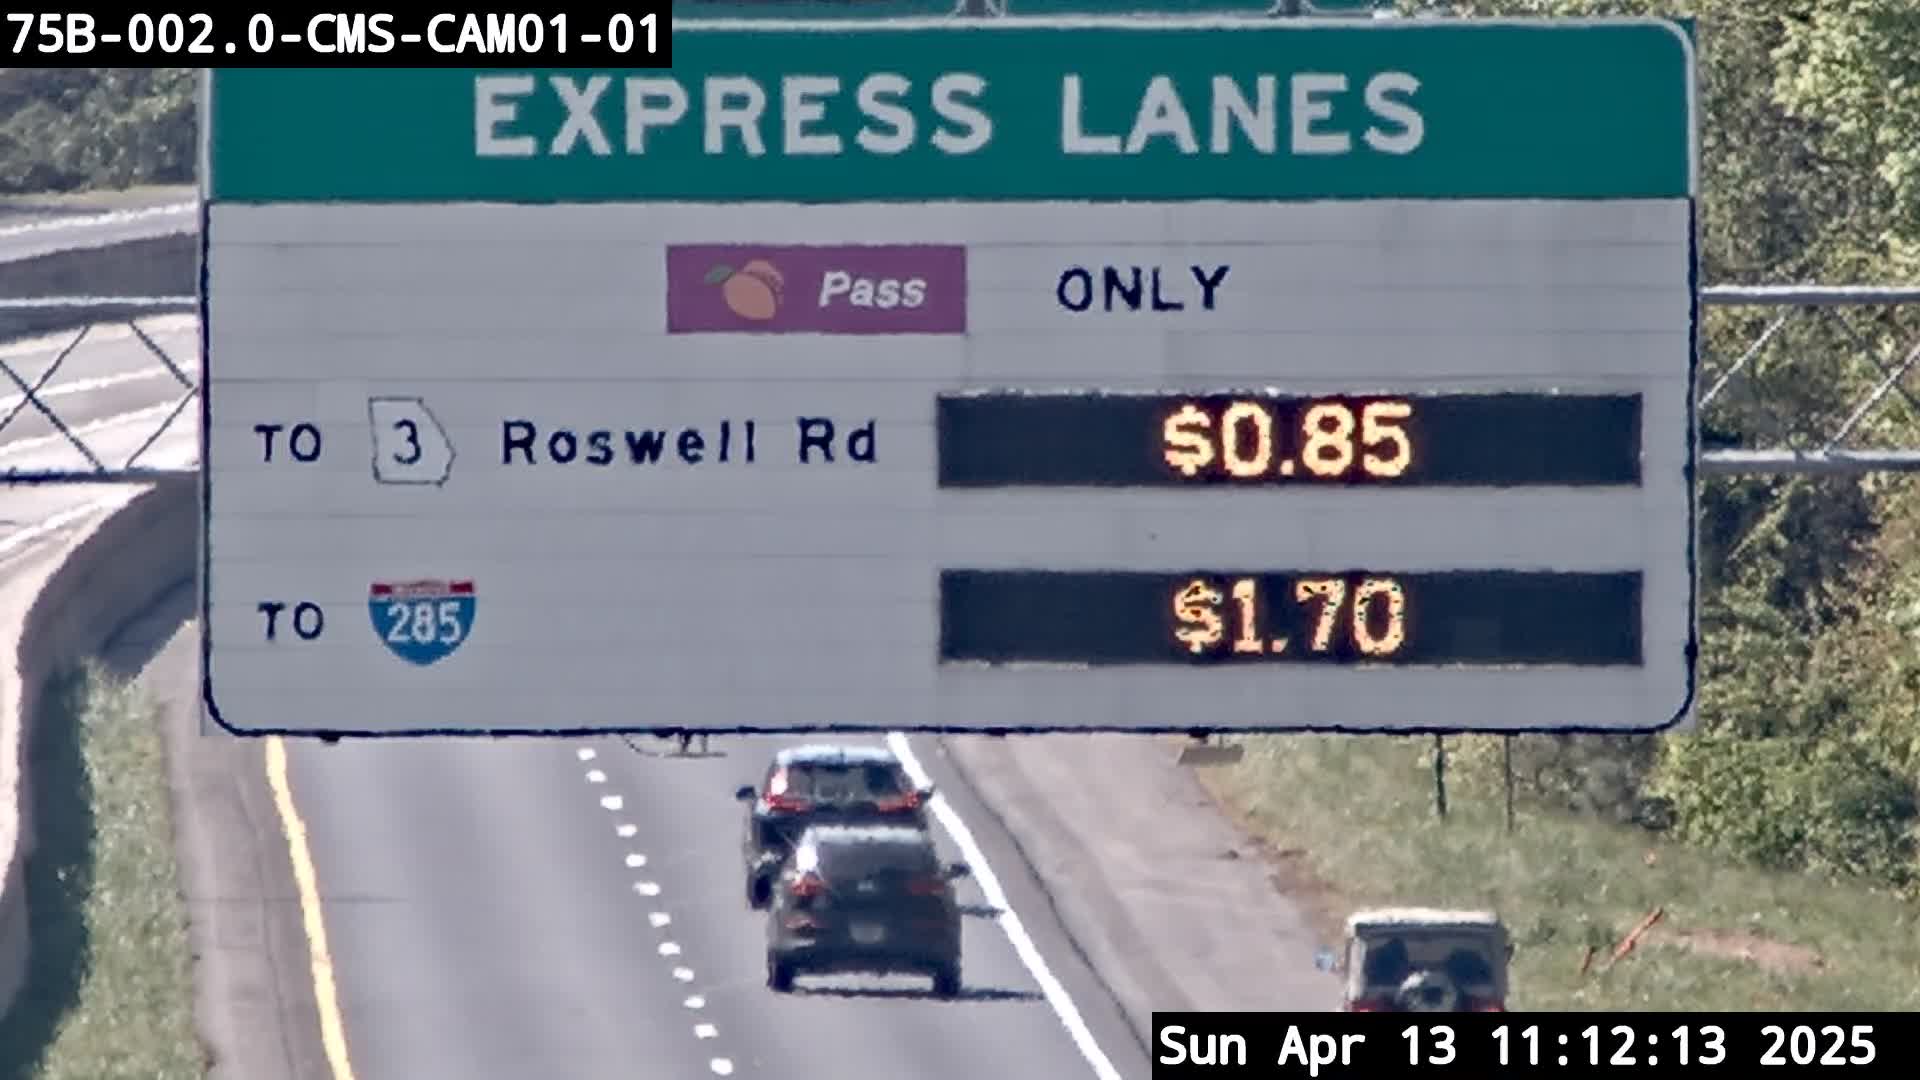 75B-002.0-CMS-CAM01-01
EXPRESS LANES
Pass ONLY
TO 3 Roswell Rd $0.85
TO 285 $1.70
Sun Apr 13 11:12:13 2025